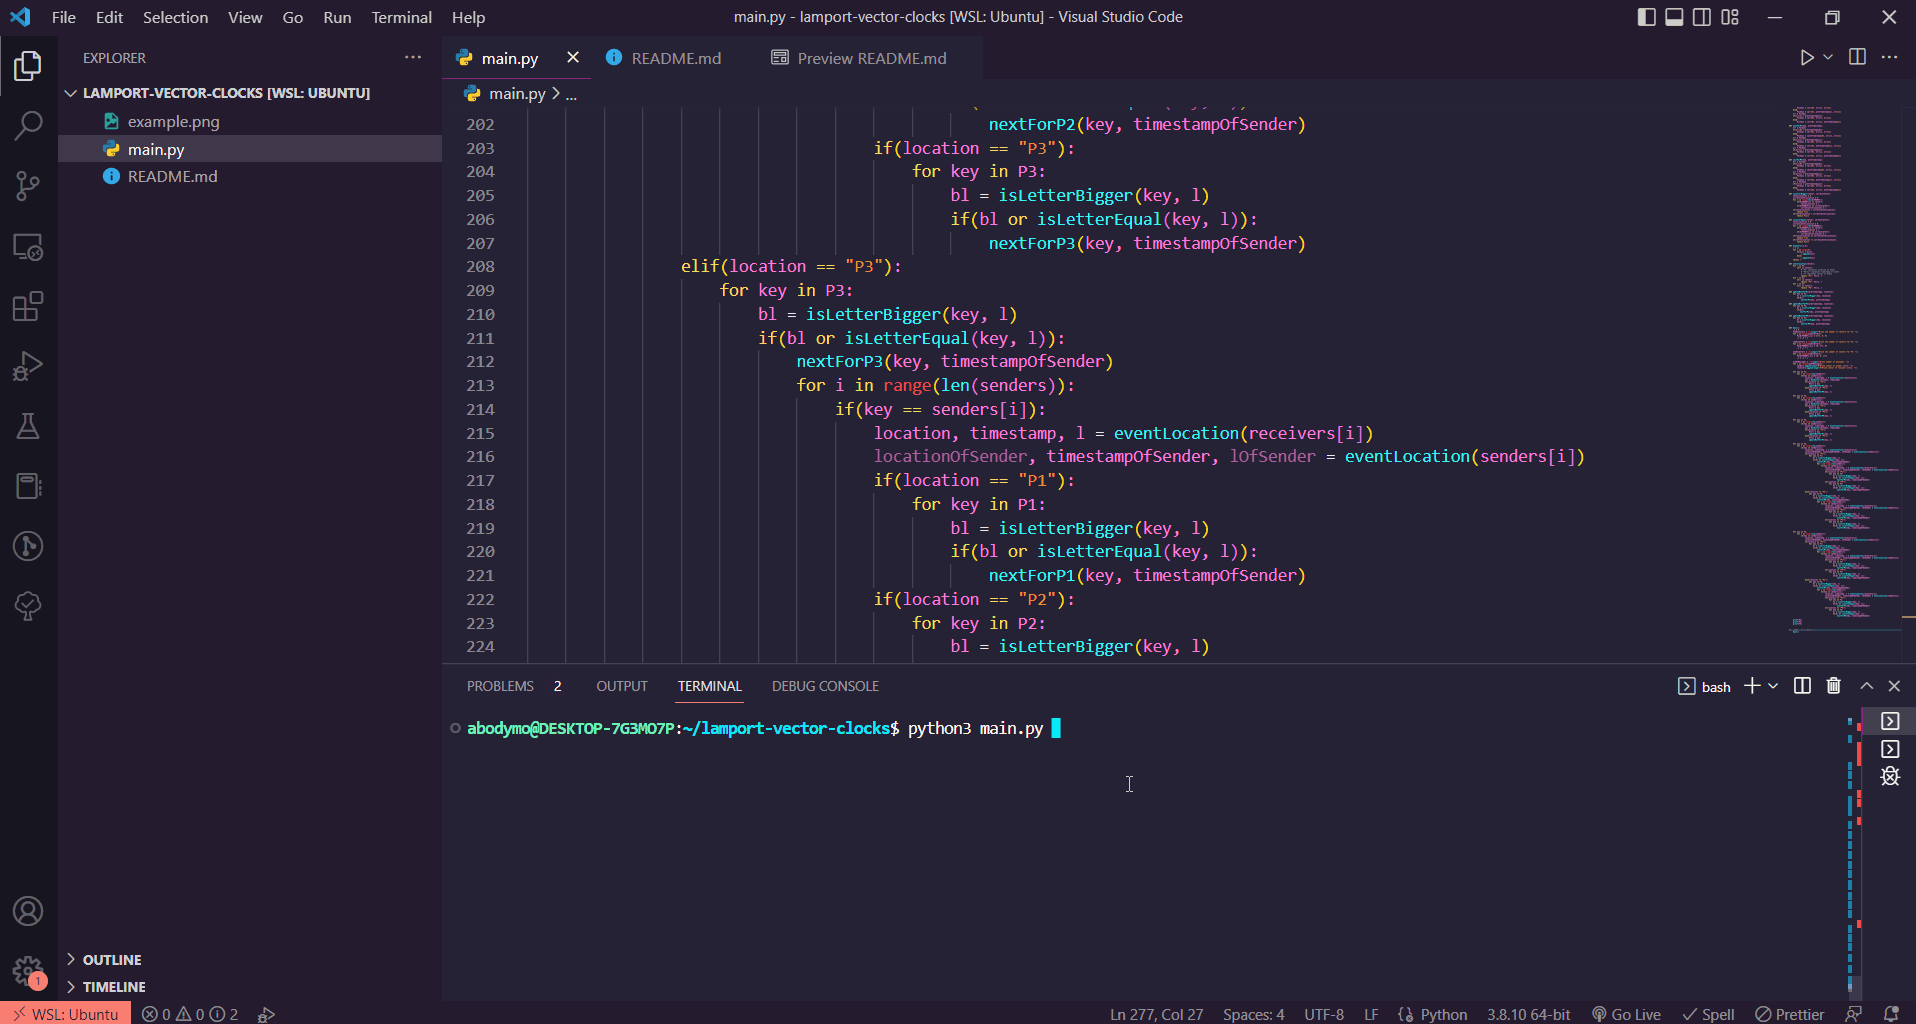 File Edit Selection View Go Run Terminal Help
main.py - lamport-vector-clocks [WSL: Ubuntu] - Visual Studio Code
EXPLORER
LAMPORT-VECTOR-CLOCKS [WSL: UBUNTU]
example.png
main.py
README.md
OUTLINE
TIMELINE
1
main.py
README.md
Preview README.md
main.py > ...
202 nextForP2(key, timestampOfSender)
203 if(location == "P3"):
204 for key in P3:
205 bl = isLetterBigger(key, l)
206 if(bl or isLetterEqual(key, l)):
207 nextForP3(key, timestampOfSender)
208 elif(location == "P3"):
209 for key in P3:
210 bl = isLetterBigger(key, l)
211 if(bl or isLetterEqual(key, l)):
212 nextForP3(key, timestampOfSender)
213 for i in range(len(senders)):
214 if(key == senders[i]):
215 location, timestamp, l = eventLocation(receivers[i])
216 locationOfSender, timestampOfSender, lOfSender = eventLocation(senders[i])
217 if(location == "P1"):
218 for key in P1:
219 bl = isLetterBigger(key, l)
220 if(bl or isLetterEqual(key, l)):
221 nextForP1(key, timestampOfSender)
222 if(location == "P2"):
223 for key in P2:
224 bl = isLetterBigger(key, l)
PROBLEMS 2 OUTPUT TERMINAL DEBUG CONSOLE
bash
abodymo@DESKTOP-7G3MO7P:~/lamport-vector-clocks$ python3 main.py
WSL: Ubuntu 0 0 2
Ln 277, Col 27 Spaces: 4 UTF-8 LF Python 3.8.10 64-bit Go Live Spell Prettier